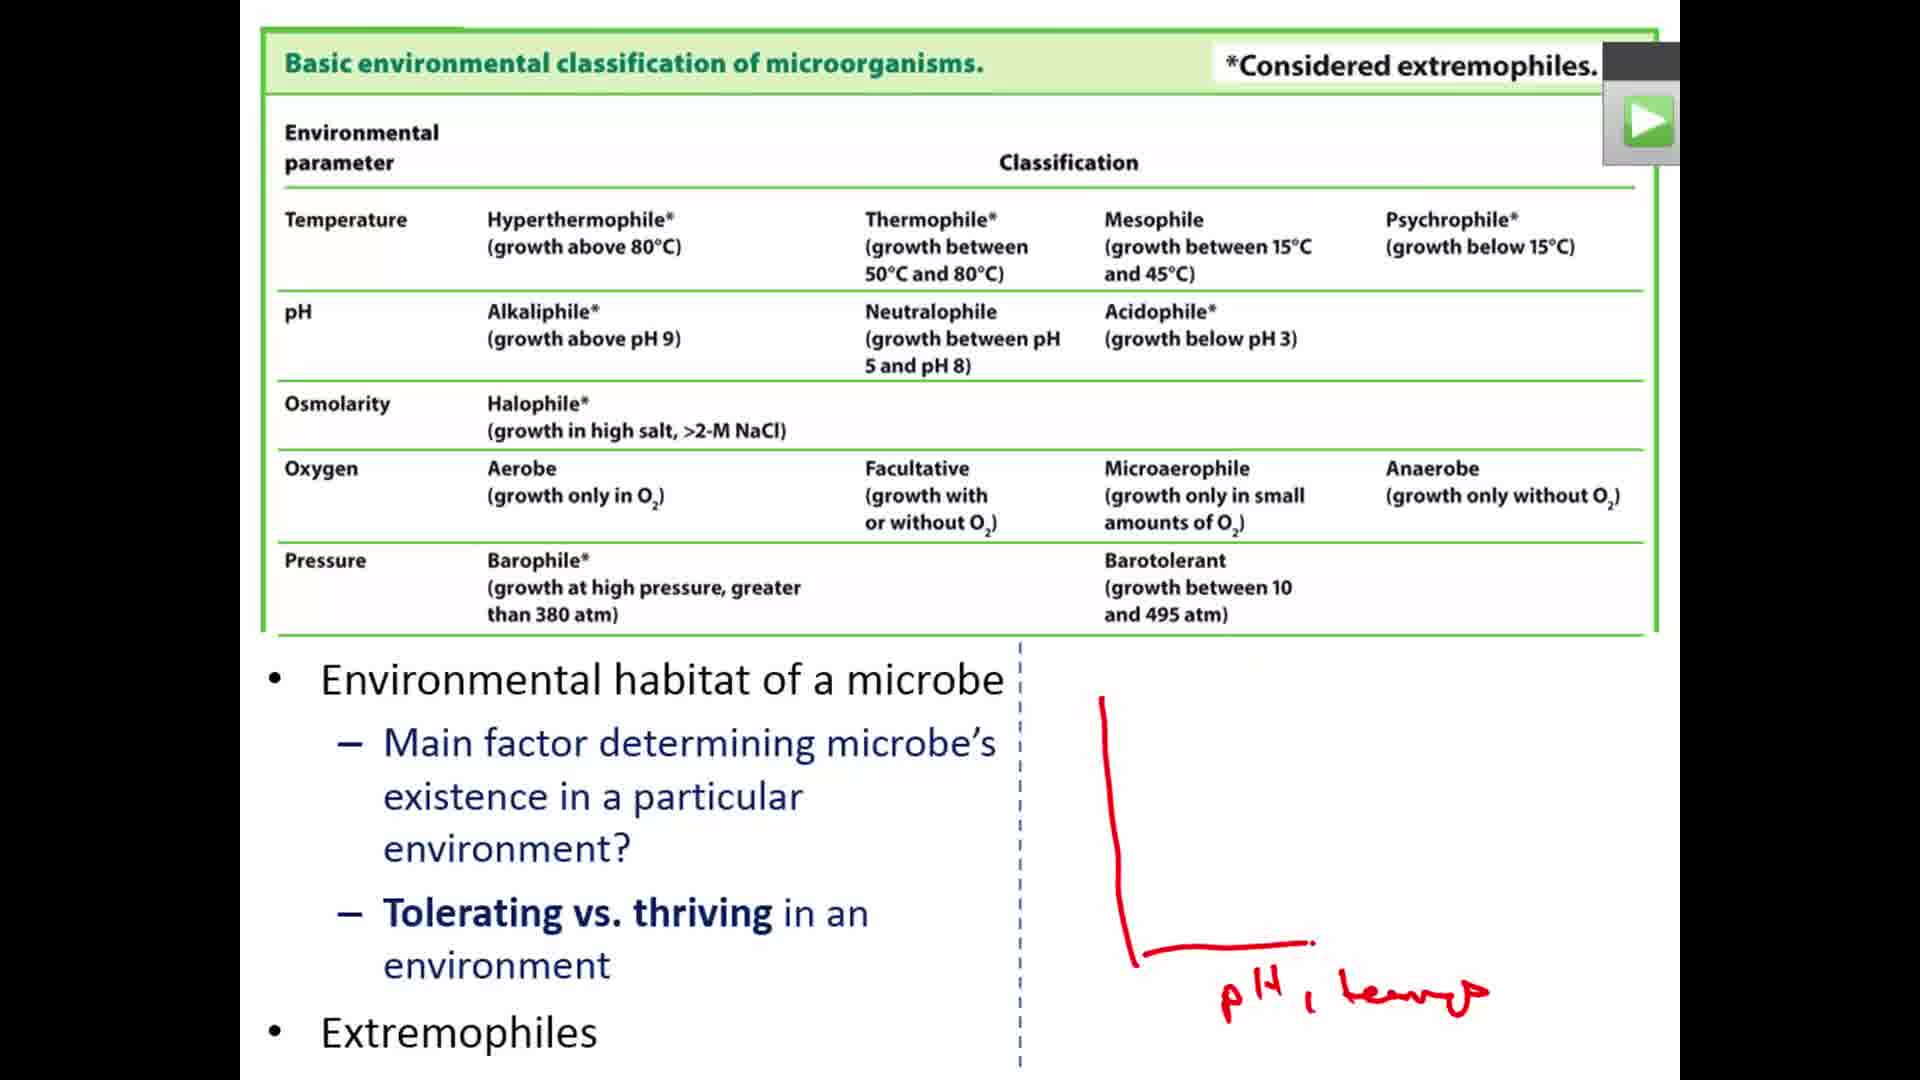 Basic environmental classification of microorganisms. *Considered extremophiles.
Environmental
parameter Classification
Temperature Hyperthermophile* Thermophile* Mesophile Psychrophile*
(growth above 80°C) (growth between (growth between 15°C (growth below 15°C)
50°C and 80°C) and 45°C)
pH Alkaliphile* Neutralophile Acidophile*
(growth above pH 9) (growth between pH (growth below pH 3)
5 and pH 8)
Osmolarity Halophile*
(growth in high salt, >2-M NaCl)
Oxygen Aerobe Facultative Microaerophile Anaerobe
(growth only in O₂) (growth with (growth only in small (growth only without O₂)
or without O₂) amounts of O₂)
Pressure Barophile* Barotolerant
(growth at high pressure, greater (growth between 10
than 380 atm) and 495 atm)
• Environmental habitat of a microbe
– Main factor determining microbe's
existence in a particular
environment?
– Tolerating vs. thriving in an
environment
• Extremophiles
pH, temp